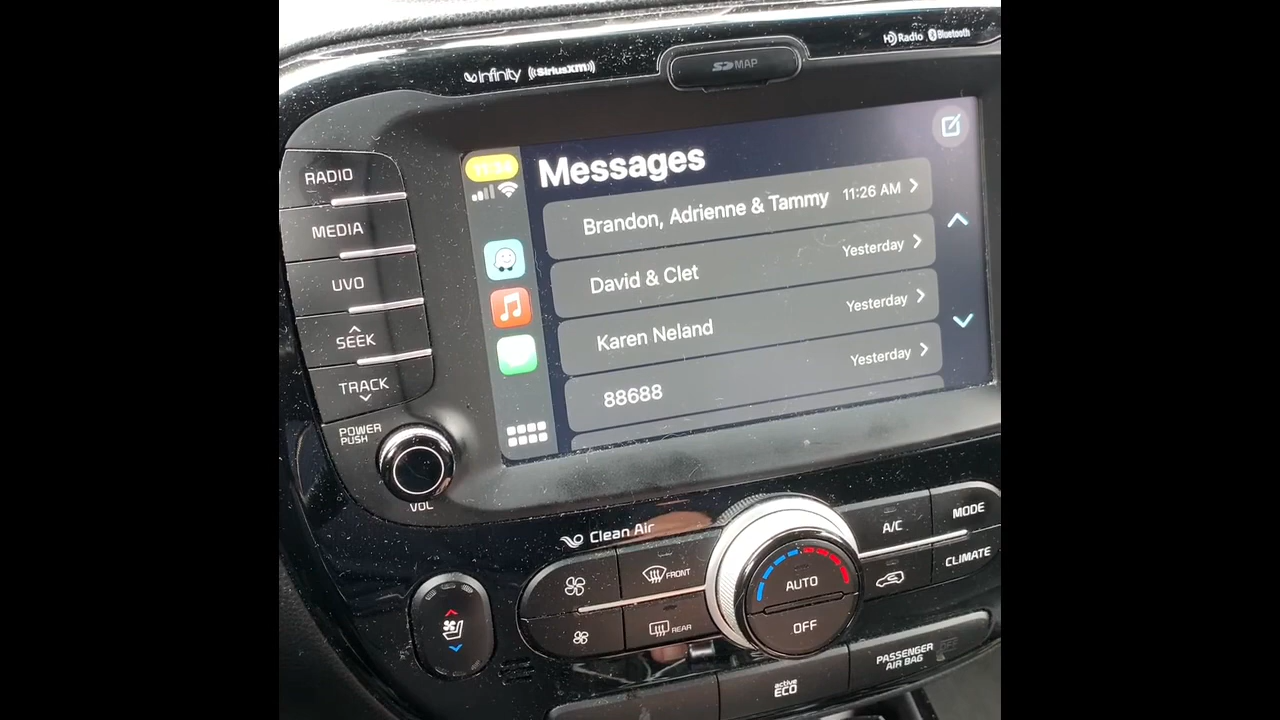 HD Radio Bluetooth
infinity ((SiriusXM))
SD MAP
RADIO
MEDIA
UVO
SEEK
TRACK
POWER
PUSH
VOL
Messages
Brandon, Adrienne & Tammy 11:26 AM
David & Clet Yesterday
Karen Neland Yesterday
88688 Yesterday
Clean Air
FRONT
REAR
AUTO
OFF
A/C
MODE
CLIMATE
PASSENGER
AIR BAG
active
ECO